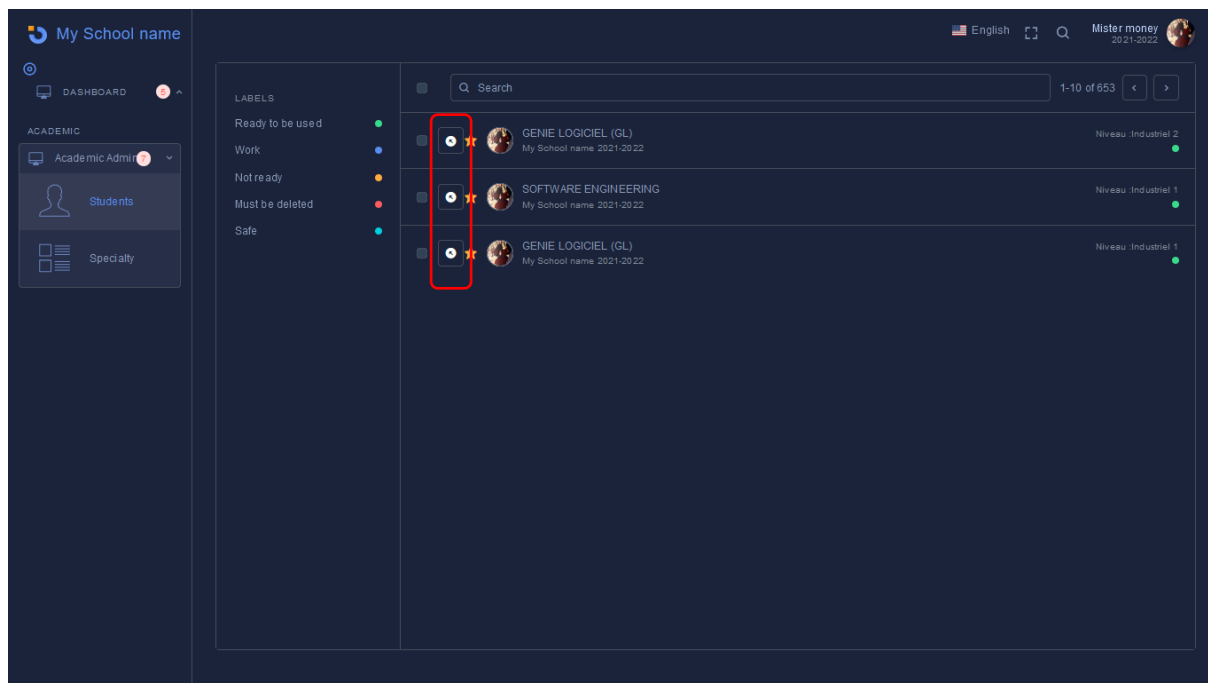 My School name
English
Mister money
2021-2022
DASHBOARD 5
ACADEMIC
Academic Admin 7
Students
Specialty
LABELS
Ready to be used
Work
Not ready
Must be deleted
Safe
Search
1-10 of 653
GENIE LOGICIEL (GL)
My School name 2021-2022
Niveau :Industriel 2
SOFTWARE ENGINEERING
My School name 2021-2022
Niveau :Industriel 1
GENIE LOGICIEL (GL)
My School name 2021-2022
Niveau :Industriel 1